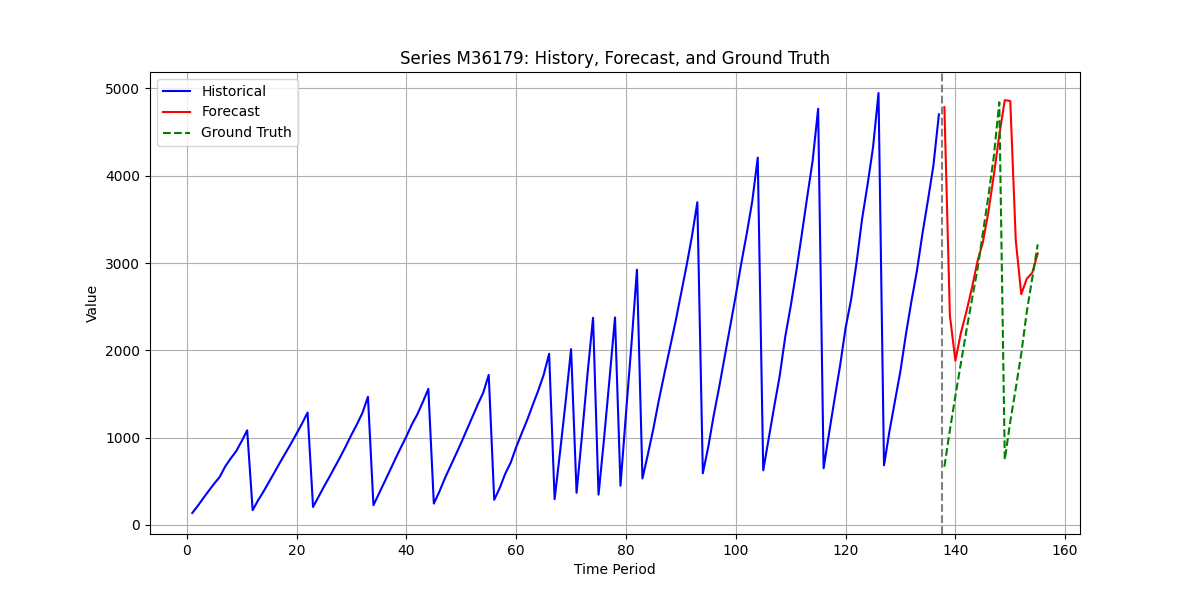 Series M36179: History, Forecast, and Ground Truth
Historical
Forecast
Ground Truth
5000
4000
3000
2000
1000
0
Value
0 20 40 60 80 100 120 140 160
Time Period